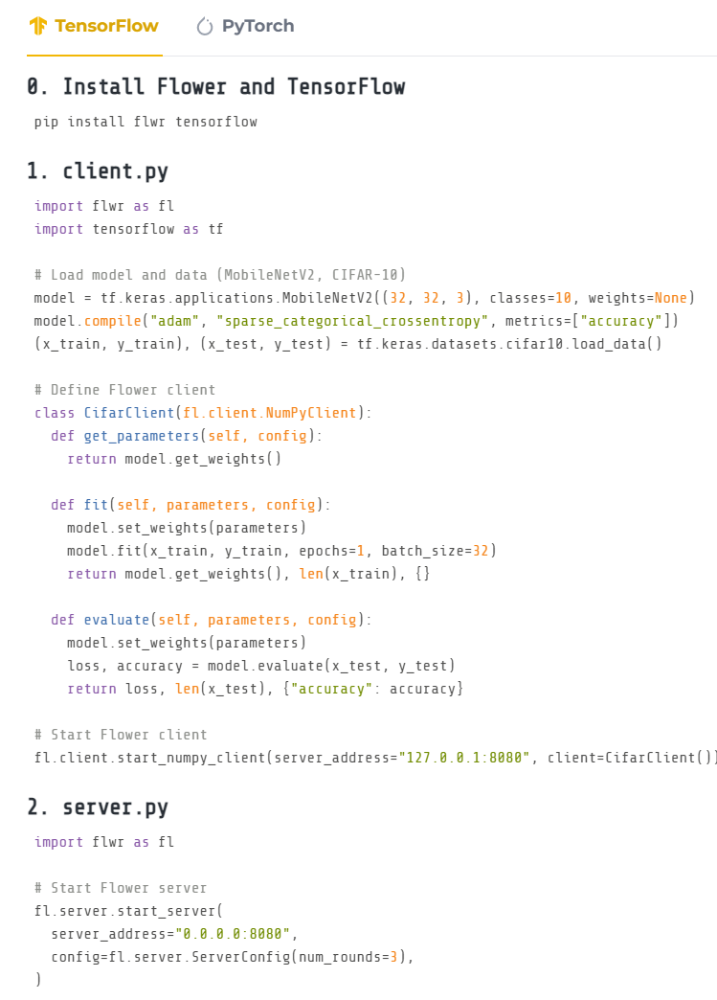 TensorFlow PyTorch
0. Install Flower and TensorFlow
pip install flwr tensorflow
1. client.py
import flwr as fl
import tensorflow as tf
# Load model and data (MobileNetV2, CIFAR-10)
model = tf.keras.applications.MobileNetV2((32, 32, 3), classes=10, weights=None)
model.compile("adam", "sparse_categorical_crossentropy", metrics=["accuracy"])
(x_train, y_train), (x_test, y_test) = tf.keras.datasets.cifar10.load_data()
# Define Flower client
class CifarClient(fl.client.NumPyClient):
  def get_parameters(self, config):
    return model.get_weights()
  def fit(self, parameters, config):
    model.set_weights(parameters)
    model.fit(x_train, y_train, epochs=1, batch_size=32)
    return model.get_weights(), len(x_train), {}
  def evaluate(self, parameters, config):
    model.set_weights(parameters)
    loss, accuracy = model.evaluate(x_test, y_test)
    return loss, len(x_test), {"accuracy": accuracy}
# Start Flower client
fl.client.start_numpy_client(server_address="127.0.0.1:8080", client=CifarClient())
2. server.py
import flwr as fl
# Start Flower server
fl.server.start_server(
  server_address="0.0.0.0:8080",
  config=fl.server.ServerConfig(num_rounds=3),
)